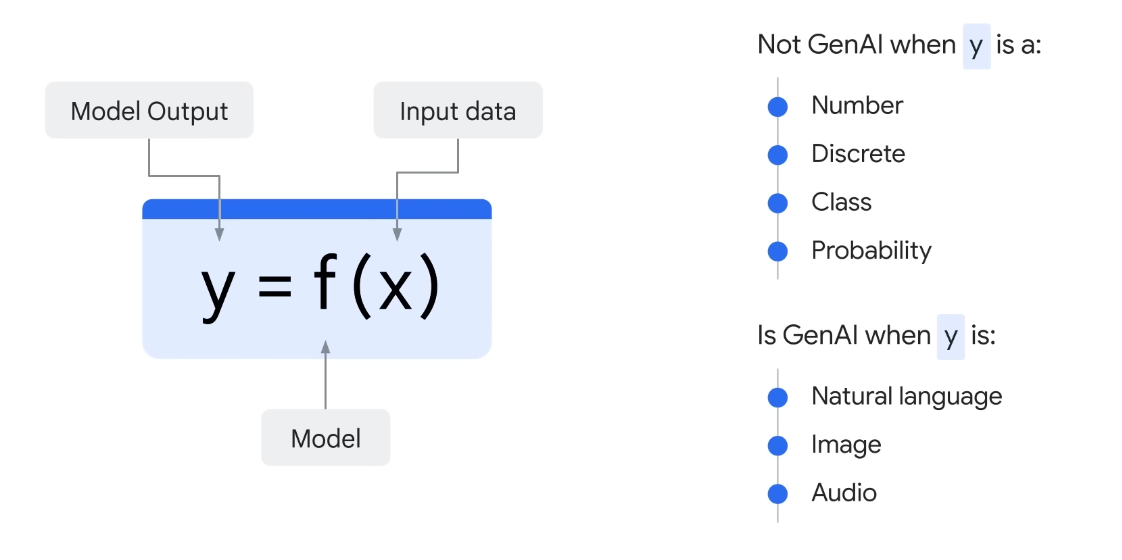 Model Output
Input data
y = f(x)
Model
Not GenAI when y is a:
Number
Discrete
Class
Probability
Is GenAI when y is:
Natural language
Image
Audio